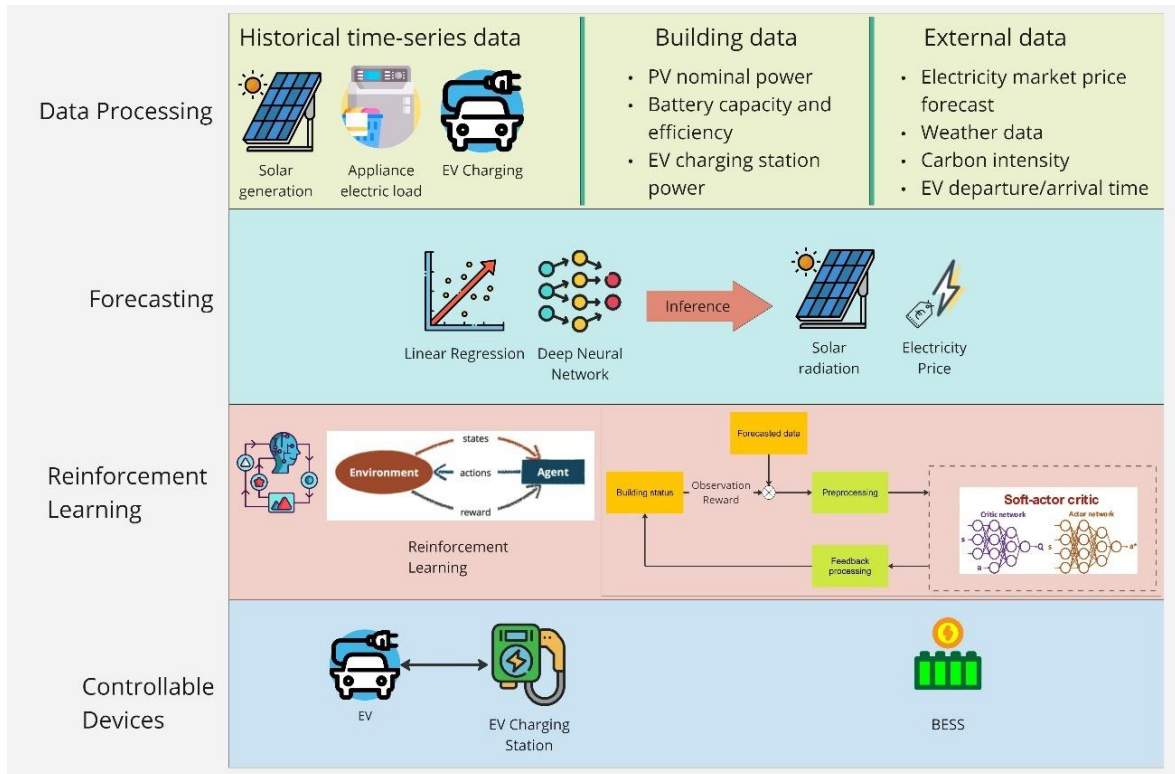 Data Processing
Historical time-series data
Solar
generation
Appliance
electric load
EV Charging
Building data
• PV nominal power
• Battery capacity and
efficiency
• EV charging station
power
External data
• Electricity market price
forecast
• Weather data
• Carbon intensity
• EV departure/arrival time
Forecasting
Linear Regression
Deep Neural
Network
Inference
Solar
radiation
Electricity
Price
Reinforcement
Learning
states
Environment
actions
Agent
reward
Reinforcement
Learning
Forecasted data
Building status
Observation
Reward
Preprocessing
Feedback
processing
Soft-actor critic
Critic network
Actor network
s
a
Q
s
a*
Controllable
Devices
EV
EV Charging
Station
BESS